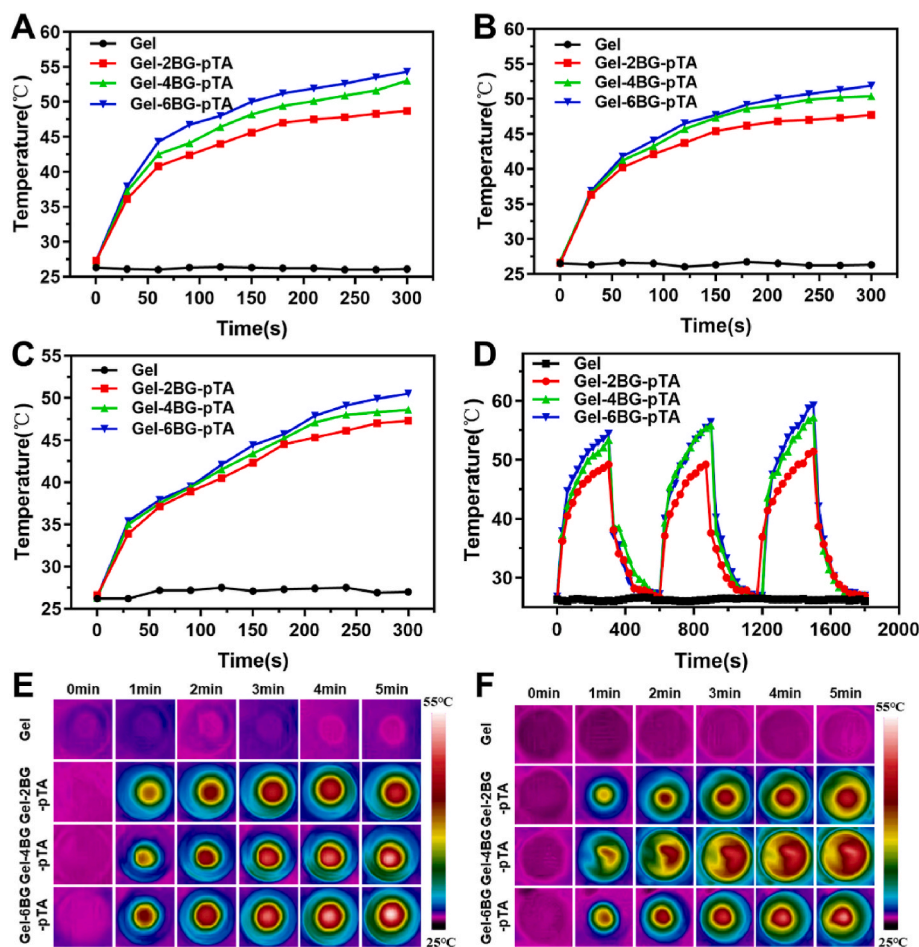 A
Temperature(℃)
60
55
50
45
40
35
30
25
Gel
Gel-2BG-pTA
Gel-4BG-pTA
Gel-6BG-pTA
0 50 100 150 200 250 300
Time(s)
B
Temperature(℃)
60
55
50
45
40
35
30
25
Gel
Gel-2BG-pTA
Gel-4BG-pTA
Gel-6BG-pTA
0 50 100 150 200 250 300
Time(s)
C
Temperature(℃)
55
50
45
40
35
30
25
Gel
Gel-2BG-pTA
Gel-4BG-pTA
Gel-6BG-pTA
0 50 100 150 200 250 300
Time(s)
D
Temperature(℃)
60
50
40
30
Gel
Gel-2BG-pTA
Gel-4BG-pTA
Gel-6BG-pTA
0 400 800 1200 1600 2000
Time(s)
E
0min 1min 2min 3min 4min 5min
Gel
Gel-2BG
-pTA
Gel-4BG
-pTA
Gel-6BG
-pTA
55℃
25℃
F
0min 1min 2min 3min 4min 5min
Gel
Gel-2BG
-pTA
Gel-4BG
-pTA
Gel-6BG
-pTA
55℃
25℃